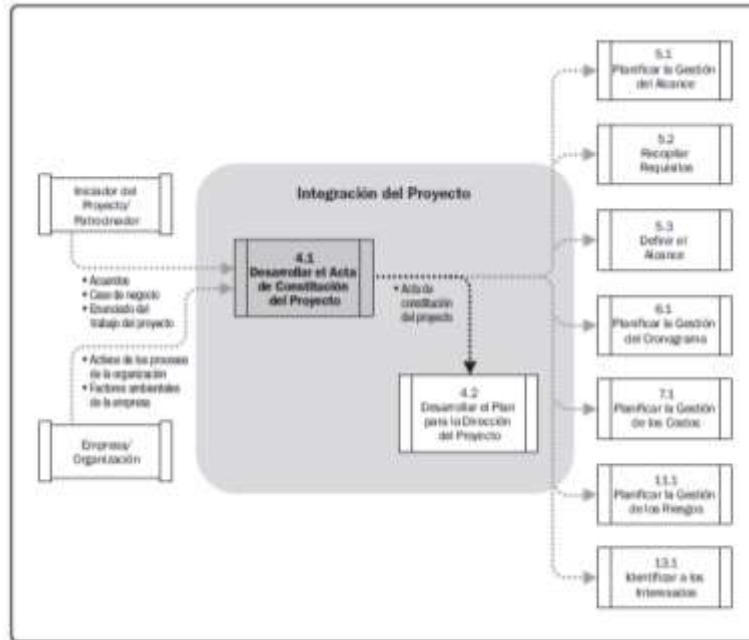 Iniciador del
Proyecto/
Patrocinador
• Acuerdos
• Caso de negocio
• Enunciado del
trabajo del proyecto
• Activos de los procesos
de la organización
• Factores ambientales
de la empresa
Empresa/
Organización
Integración del Proyecto
4.1
Desarrollar el Acta
de Constitución
del Proyecto
• Acta de
constitución
del proyecto
4.2
Desarrollar el Plan
para la Dirección
del Proyecto
5.1
Planificar la Gestión
del Alcance
5.2
Recopilar
Requisitos
5.3
Definir el
Alcance
6.1
Planificar la Gestión
del Cronograma
7.1
Planificar la Gestión
de los Costos
11.1
Planificar la Gestión
de los Riesgos
13.1
Identificar a los
Interesados